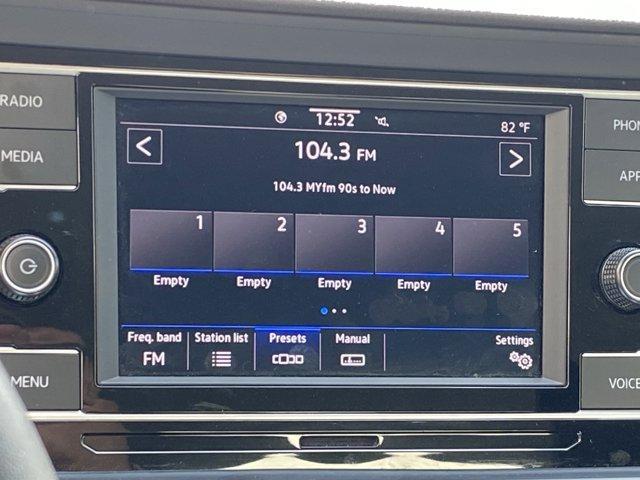 RADIO
MEDIA
MENU
12:52
82 °F
104.3 FM
104.3 MYfm 90s to Now
1 2 3 4 5
Empty Empty Empty Empty Empty
Freq. band Station list Presets Manual Settings
FM
PHON
APP
VOICE